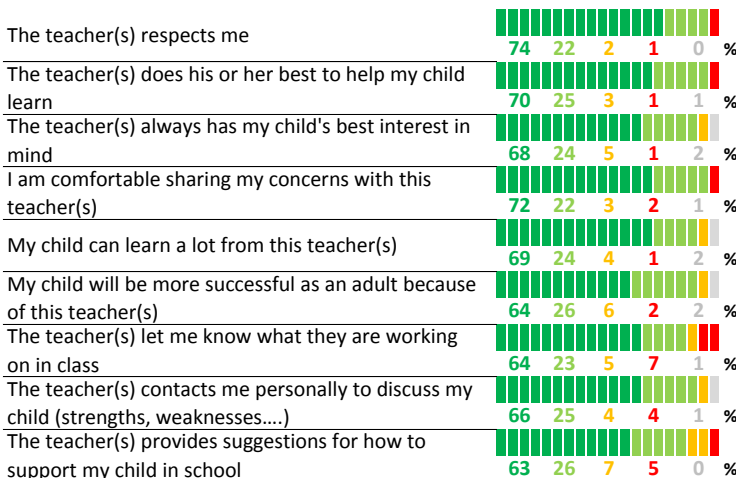 The teacher(s) respects me
74 22 2 1 0 %
The teacher(s) does his or her best to help my child
learn
70 25 3 1 1 %
The teacher(s) always has my child's best interest in
mind
68 24 5 1 2 %
I am comfortable sharing my concerns with this
teacher(s)
72 22 3 2 1 %
My child can learn a lot from this teacher(s)
69 24 4 1 2 %
My child will be more successful as an adult because
of this teacher(s)
64 26 6 2 2 %
The teacher(s) let me know what they are working
on in class
64 23 5 7 1 %
The teacher(s) contacts me personally to discuss my
child (strengths, weaknesses….)
66 25 4 4 1 %
The teacher(s) provides suggestions for how to
support my child in school
63 26 7 5 0 %